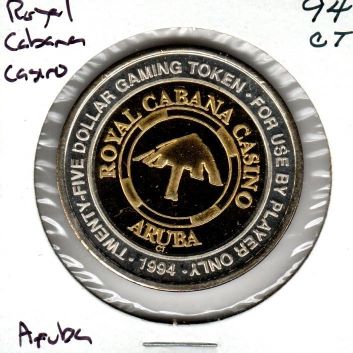 Royal
Cabana
Casino
94
CT
TWENTY-FIVE DOLLAR GAMING TOKEN · FOR USE BY PLAYER ONLY ·
1994 ·
ROYAL CABANA CASINO
ARUBA
CT
Aruba